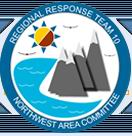 REGIONAL RESPONSE TEAM 10
NORTHWEST AREA COMMITTEE